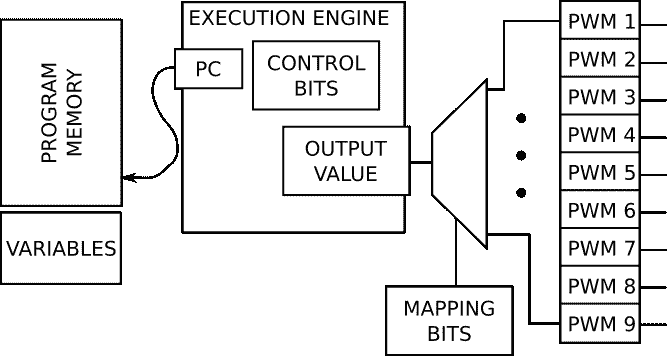 EXECUTION ENGINE
PROGRAM
MEMORY
PC
CONTROL
BITS
OUTPUT
VALUE
VARIABLES
MAPPING
BITS
PWM 1
PWM 2
PWM 3
PWM 4
PWM 5
PWM 6
PWM 7
PWM 8
PWM 9